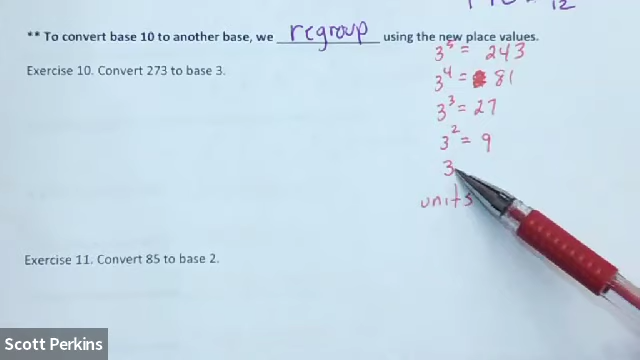 12
** To convert base 10 to another base, we regroup using the new place values.
3⁵ = 243
Exercise 10. Convert 273 to base 3.
3⁴ = 81
3³ = 27
3² = 9
3
units
Exercise 11. Convert 85 to base 2.
Scott Perkins